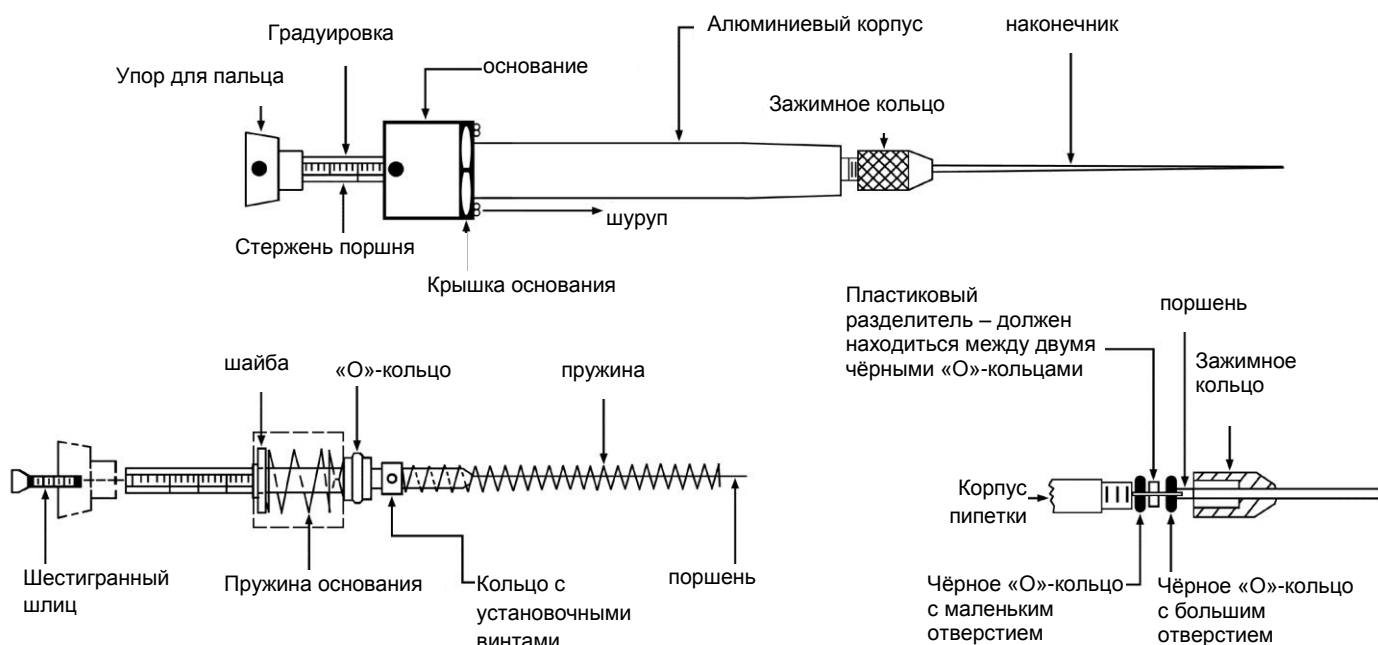 Градуировка
Алюминиевый корпус
наконечник
Упор для пальца
основание
Зажимное кольцо
шуруп
Стержень поршня
Крышка основания
Пластиковый
разделитель – должен
находиться между двумя
чёрными «О»-кольцами
поршень
Зажимное
кольцо
шайба
«О»-кольцо
пружина
Корпус
пипетки
Шестигранный
шлиц
Пружина основания
Кольцо с
установочными
винтами
поршень
Чёрное «О»-кольцо
с маленьким
отверстием
Чёрное «О»-кольцо
с большим
отверстием